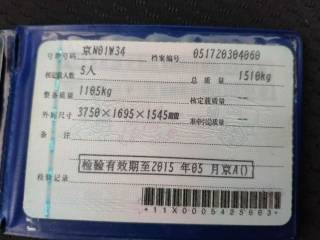 号牌号码 京N01W34 档案编号 051720304060
核定载人数 5人 总质量 1510kg
整备质量 1105kg 核定载质量 --
外廓尺寸 3750×1695×1545mm 准牵引总质量 --
备注
检验有效期至2015年05月京A()
检验记录
*11X0005425663*